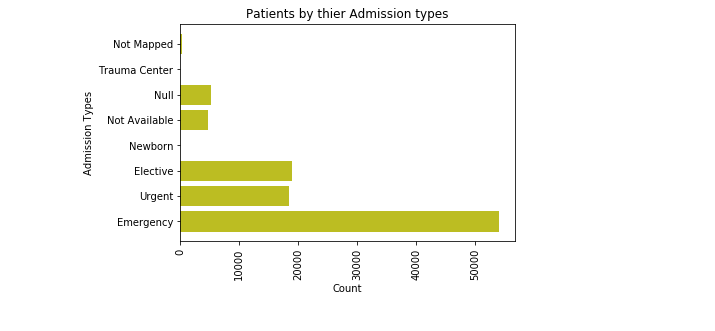 Patients by thier Admission types
Not Mapped
Trauma Center
Null
Not Available
Newborn
Elective
Urgent
Emergency
Admission Types
0
10000
20000
30000
40000
50000
Count